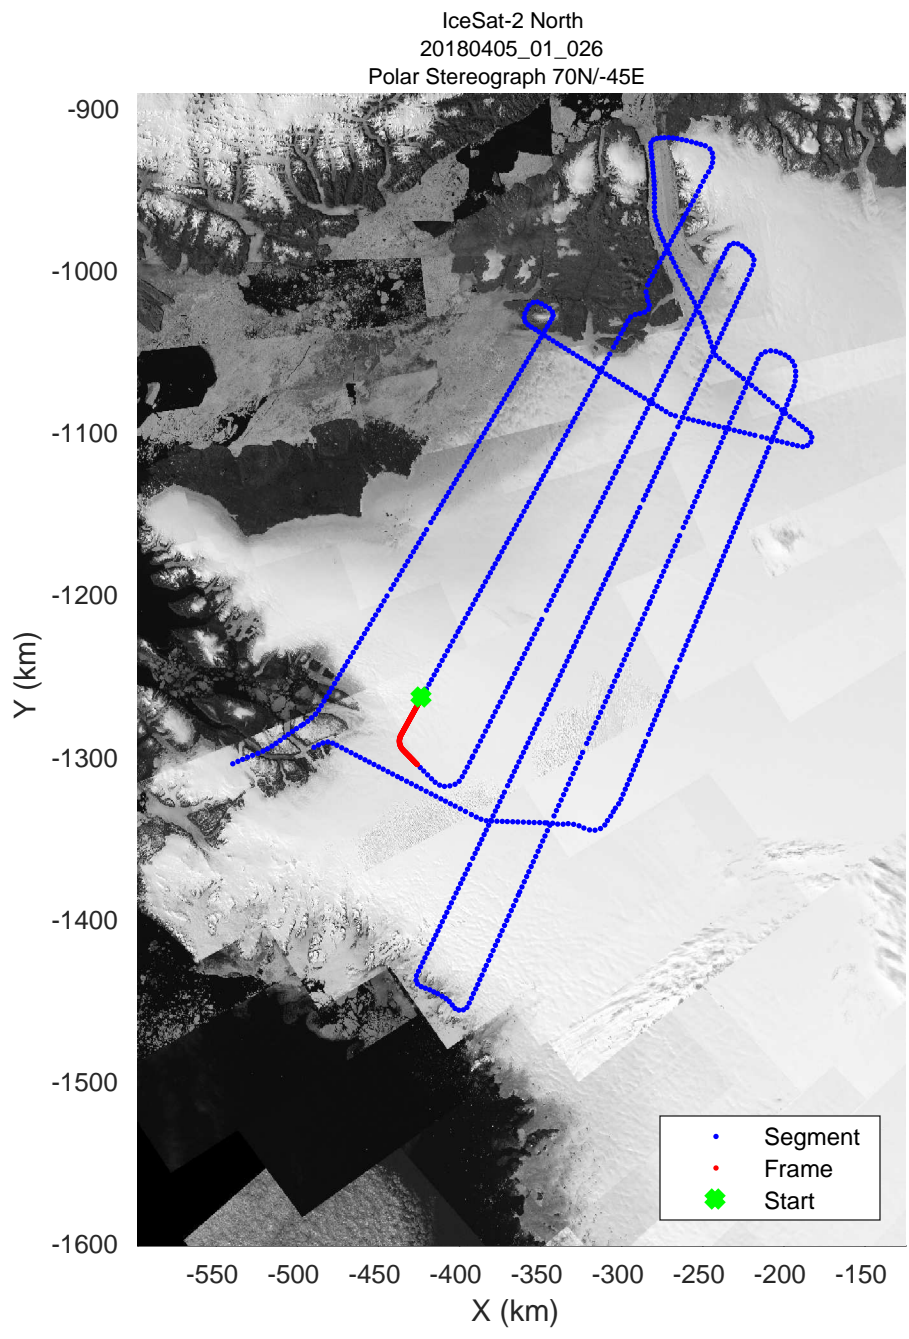 IceSat-2 North
20180405_01_026
Polar Stereograph 70N/-45E
-900
-1000
-1100
-1200
-1300
-1400
-1500
-1600
Y (km)
-550 -500 -450 -400 -350 -300 -250 -200 -150
X (km)
Segment
Frame
Start